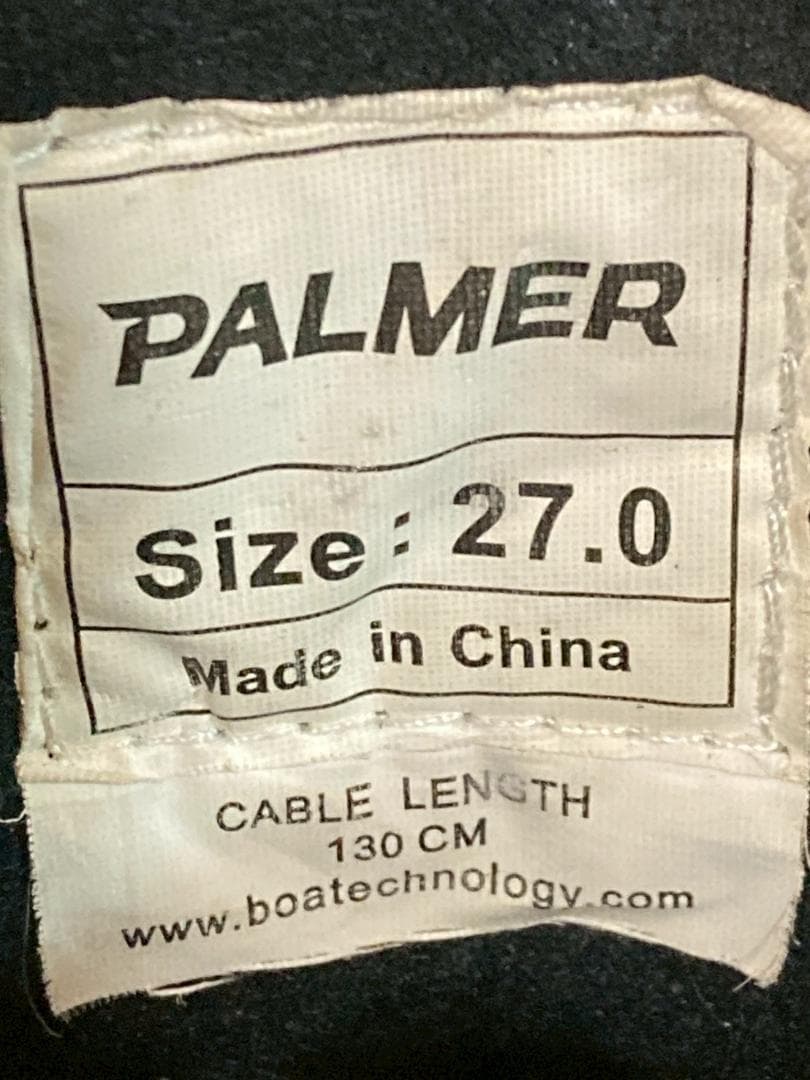 PALMER
Size: 27.0
Made in China
CABLE LENGTH
130 CM
www.boatechnology.com